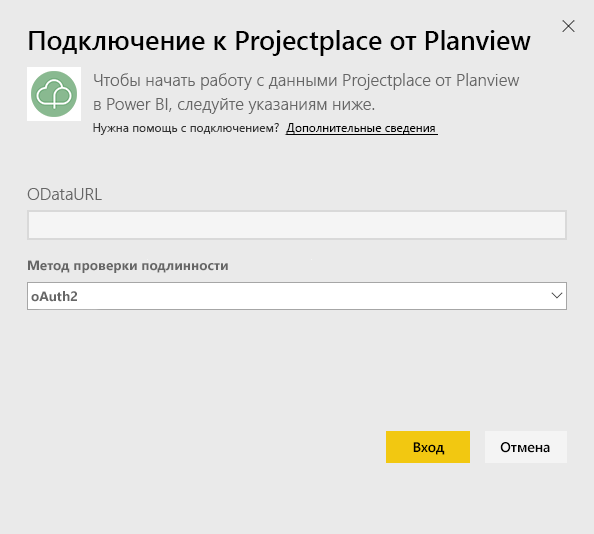 Подключение к Projectplace от Planview
Чтобы начать работу с данными Projectplace от Planview
в Power BI, следуйте указаниям ниже.
Нужна помощь с подключением? Дополнительные сведения
ODataURL
Метод проверки подлинности
oAuth2
Вход Отмена